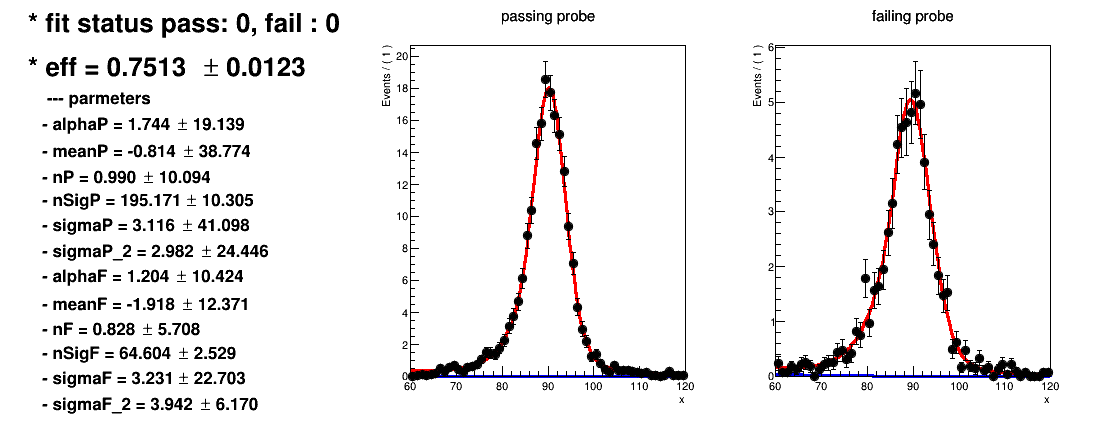 * fit status pass: 0, fail : 0
* eff = 0.7513 ± 0.0123
--- parmeters
- alphaP = 1.744 ± 19.139
- meanP = -0.814 ± 38.774
- nP = 0.990 ± 10.094
- nSigP = 195.171 ± 10.305
- sigmaP = 3.116 ± 41.098
- sigmaP_2 = 2.982 ± 24.446
- alphaF = 1.204 ± 10.424
- meanF = -1.918 ± 12.371
- nF = 0.828 ± 5.708
- nSigF = 64.604 ± 2.529
- sigmaF = 3.231 ± 22.703
- sigmaF_2 = 3.942 ± 6.170
passing probe
Events / ( 1 )
20
18
16
14
12
10
8
6
4
2
0
60 70 80 90 100 110 120
x
failing probe
Events / ( 1 )
6
5
4
3
2
1
0
60 70 80 90 100 110 120
x